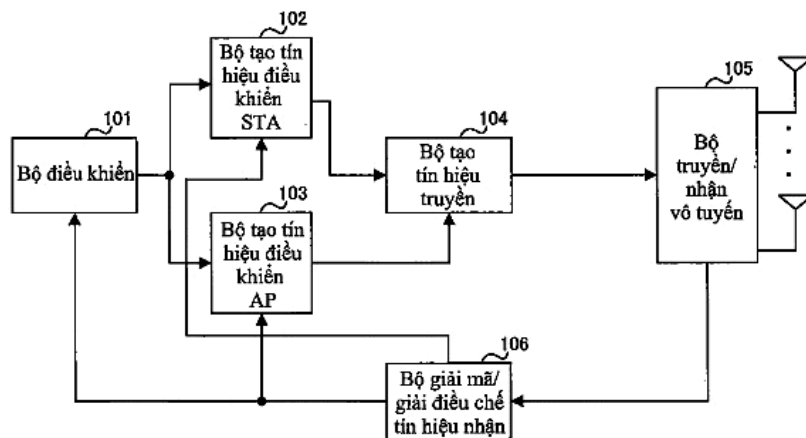 101
Bộ điều khiển
102
Bộ tạo tín
hiệu điều
khiển
STA
103
Bộ tạo tín
hiệu điều
khiển
AP
104
Bộ tạo
tín hiệu
truyền
105
Bộ
truyền/
nhận
vô tuyến
106
Bộ giải mã/
giải điều chế
tín hiệu nhận